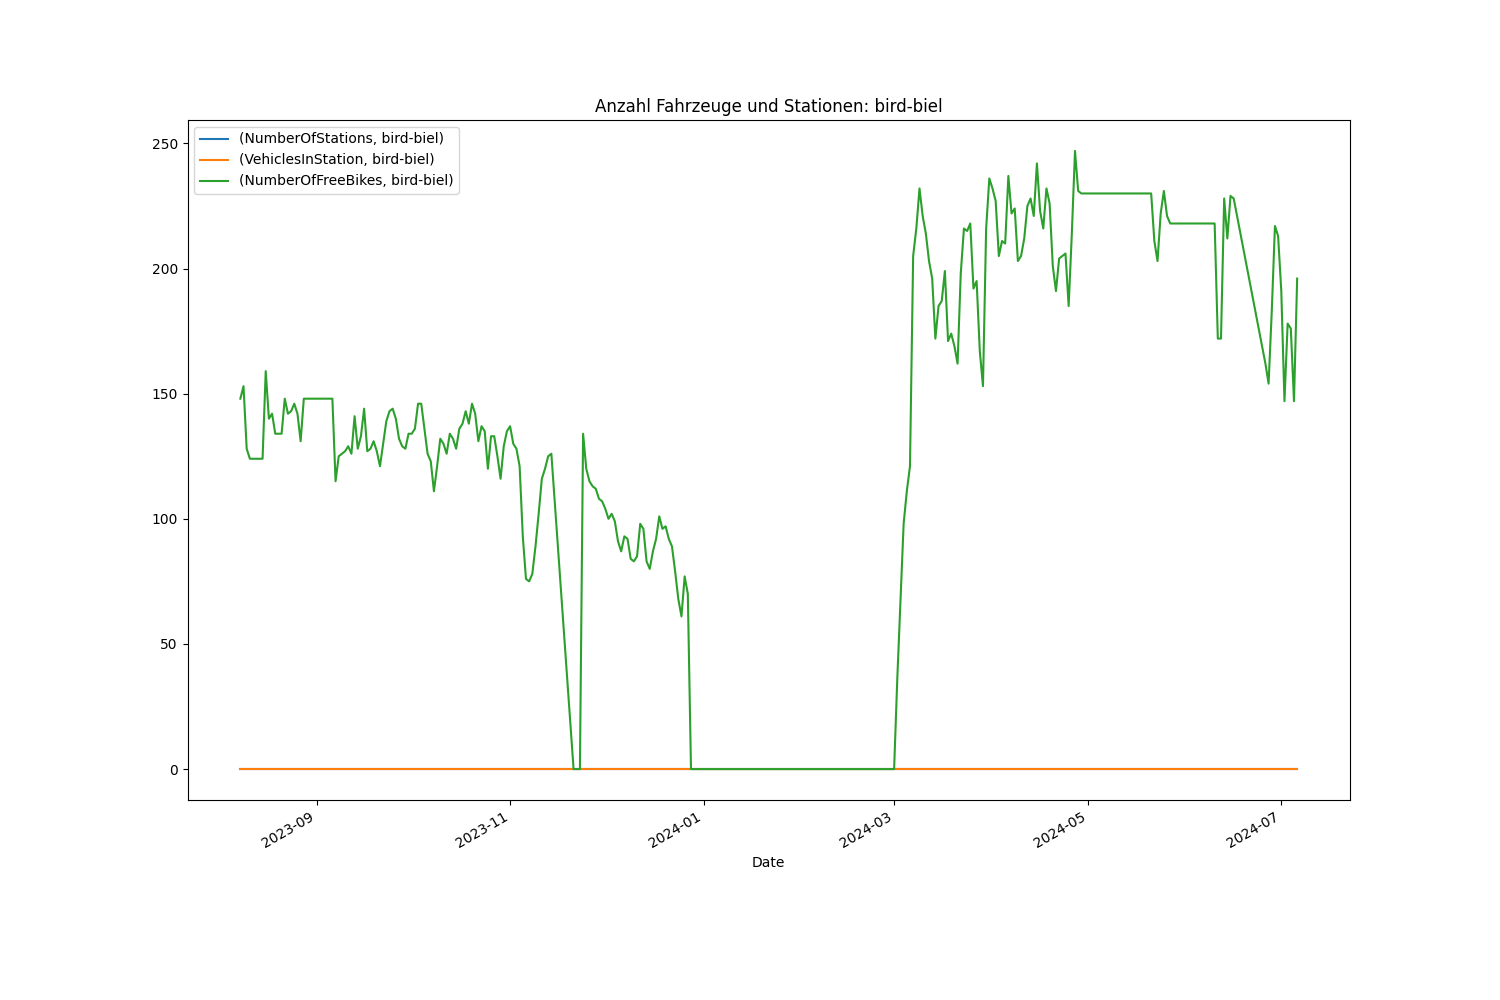 Anzahl Fahrzeuge und Stationen: bird-biel
(NumberOfStations, bird-biel)
(VehiclesInStation, bird-biel)
(NumberOfFreeBikes, bird-biel)
250
200
150
100
50
0
2023-09
2023-11
2024-01
2024-03
2024-05
2024-07
Date